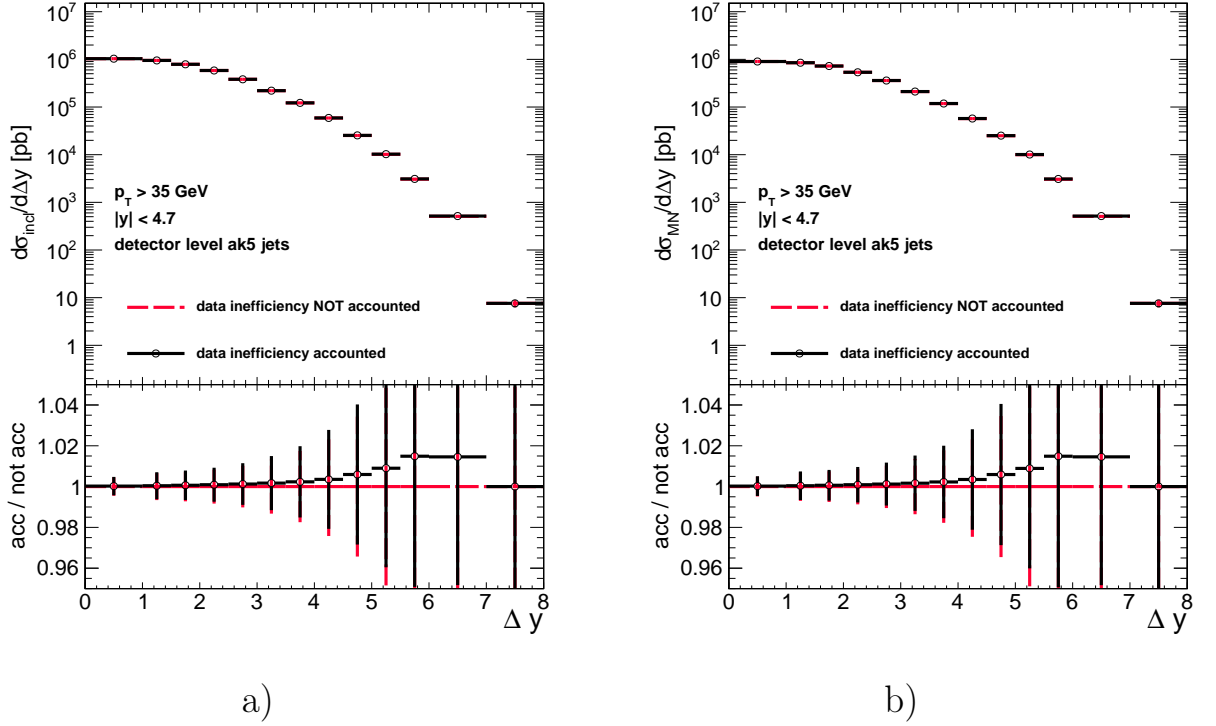 10^7
10^6
10^5
10^4
10^3
10^2
10
1
dσ_incl/dΔy [pb]
p_T > 35 GeV
|y| < 4.7
detector level ak5 jets
data inefficiency NOT accounted
data inefficiency accounted
1.04
1.02
1
0.98
0.96
acc / not acc
0 1 2 3 4 5 6 7 8
Δ y
a)
10^7
10^6
10^5
10^4
10^3
10^2
10
1
dσ_MN/dΔy [pb]
p_T > 35 GeV
|y| < 4.7
detector level ak5 jets
data inefficiency NOT accounted
data inefficiency accounted
1.04
1.02
1
0.98
0.96
acc / not acc
0 1 2 3 4 5 6 7 8
Δ y
b)